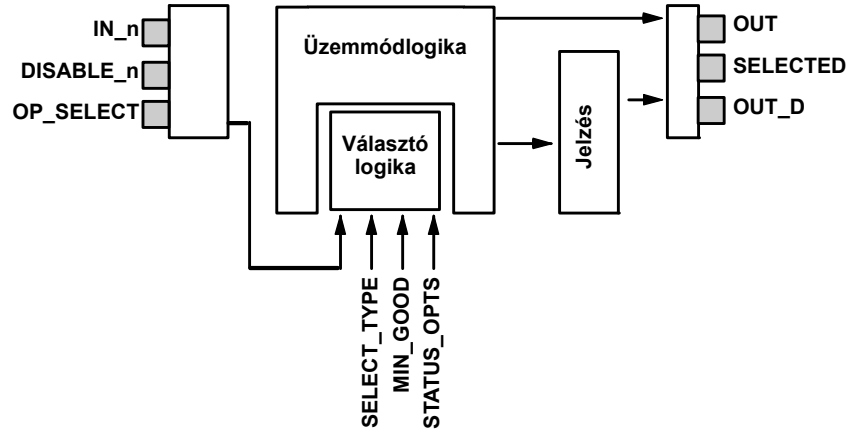 IN_n
DISABLE_n
OP_SELECT
Üzemmódlogika
Választó
logika
Jelzés
OUT
SELECTED
OUT_D
SELECT_TYPE
MIN_GOOD
STATUS_OPTS